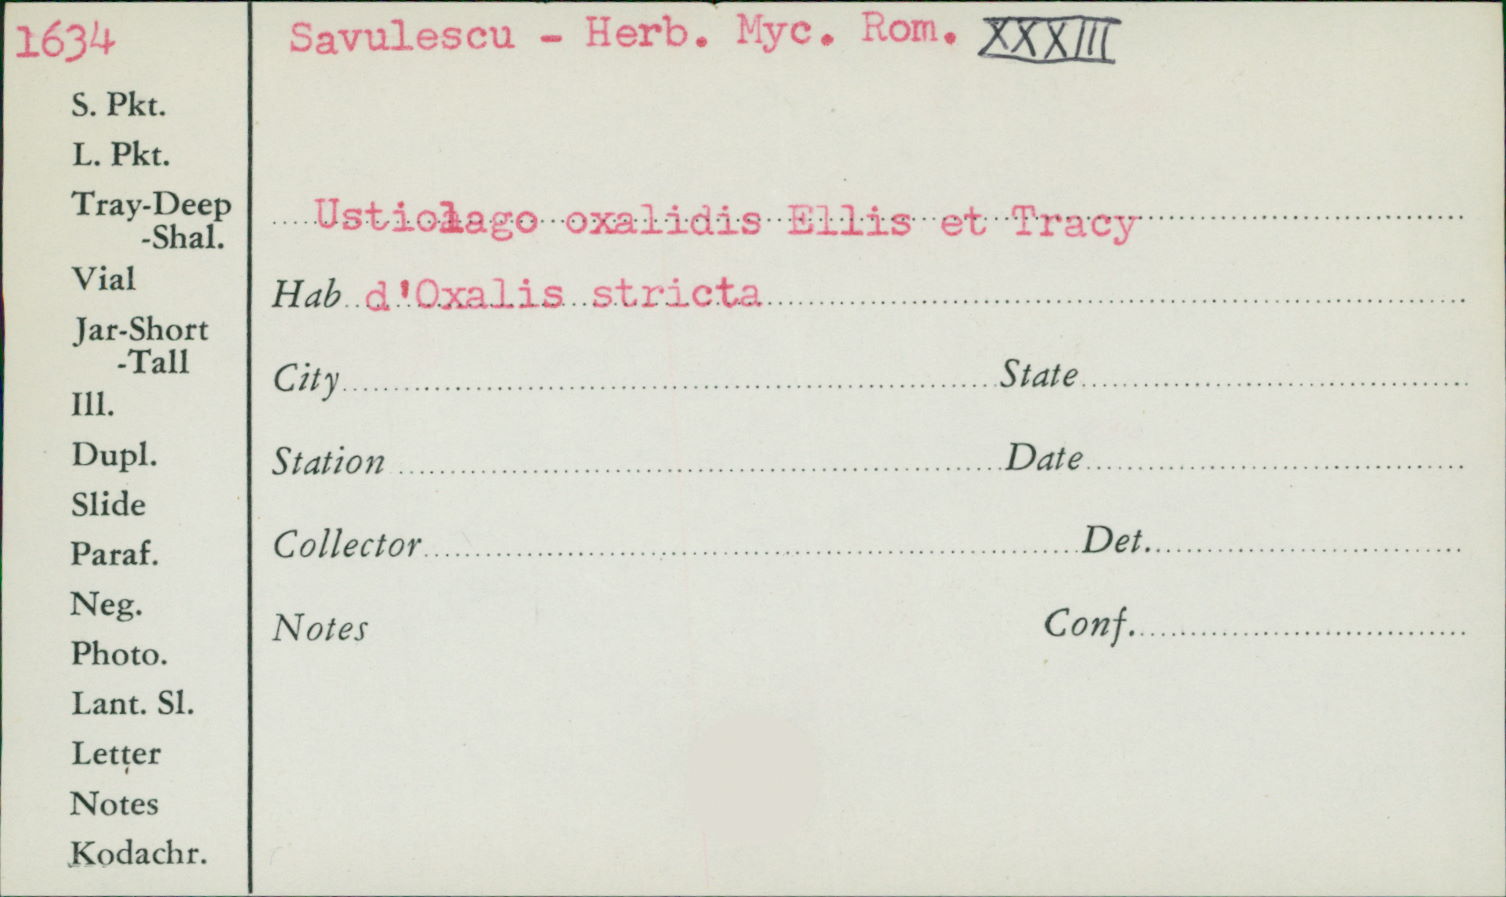 1634
Savulescu - Herb. Myc. Rom. XXXIII
S. Pkt.
L. Pkt.
Tray-Deep
-Shal.
Vial
Jar-Short
-Tall
Ill.
Dupl.
Slide
Paraf.
Neg.
Photo.
Lant. Sl.
Letter
Notes
Kodachr.
Ustiolago oxalidis Ellis et Tracy
Hab d'Oxalis stricta
City State
Station Date
Collector Det.
Notes Conf.